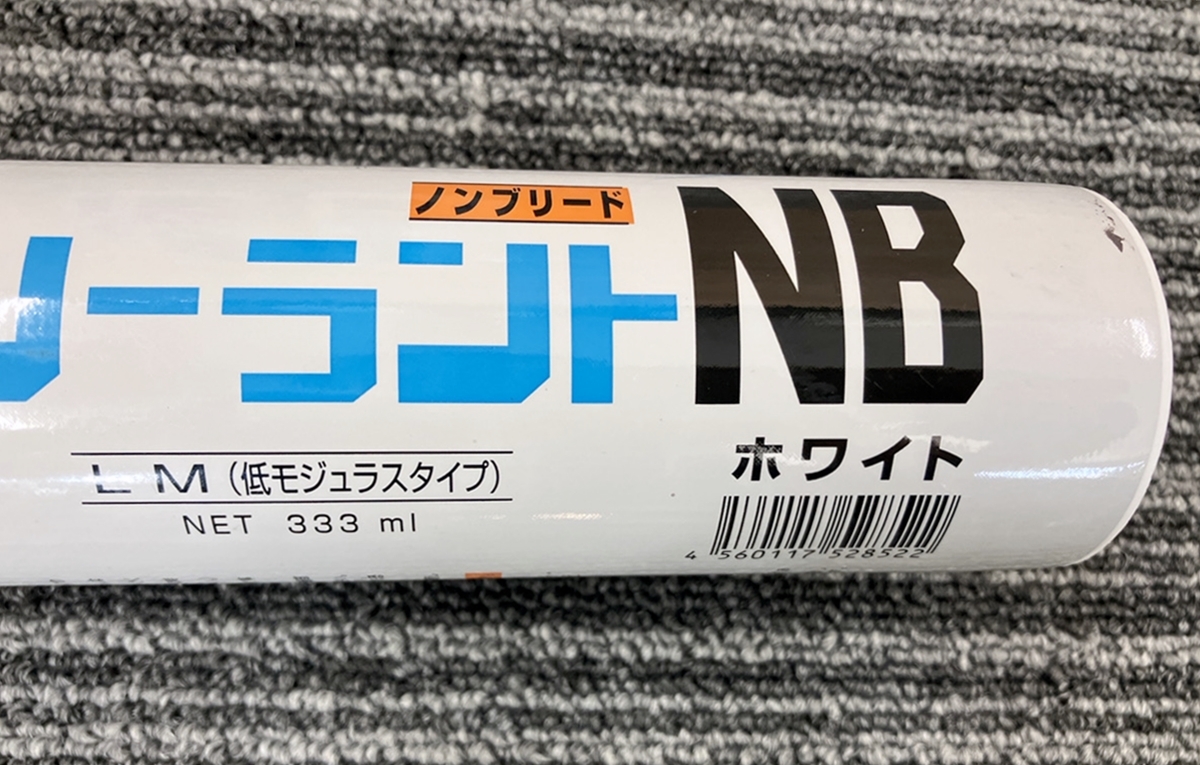 ノンブリード
ーラントNB
LM（低モジュラスタイプ）
NET 333 ml
ホワイト
4 560117 528522